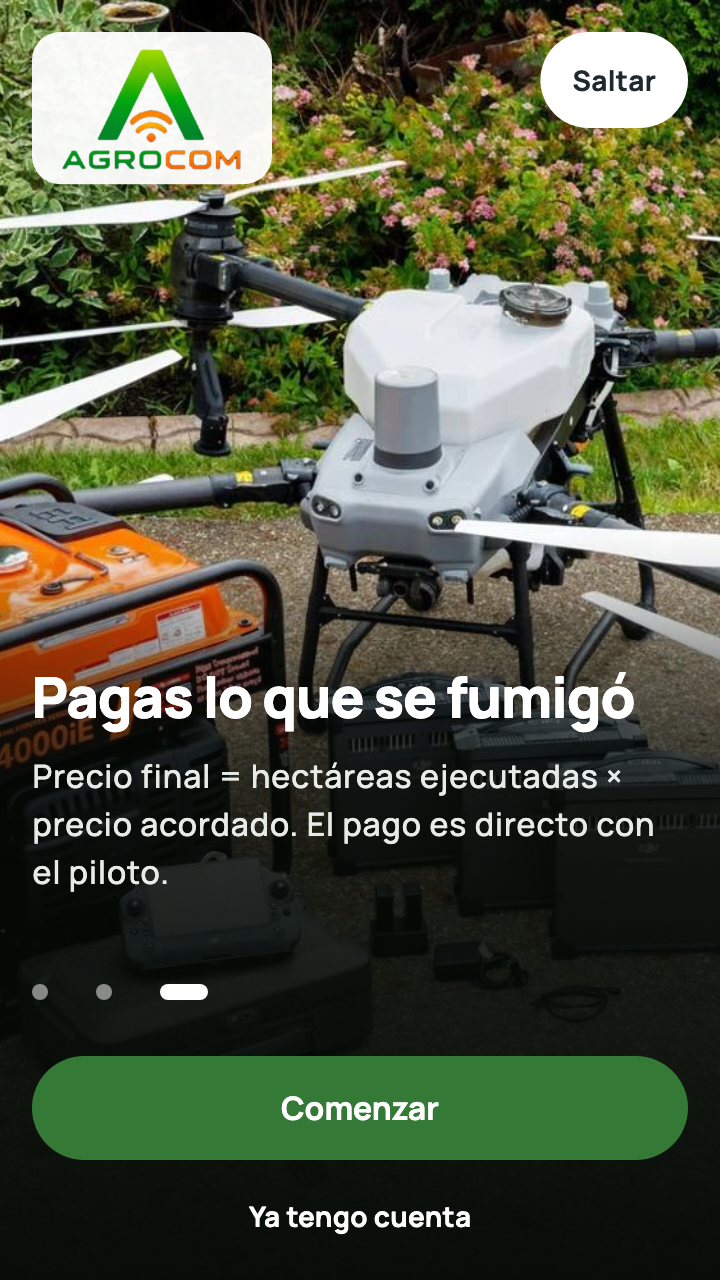 AGROCOM
Saltar
Pagas lo que se fumigó
4000iE
Precio final = hectáreas ejecutadas ×
precio acordado. El pago es directo con
el piloto.
Comenzar
Ya tengo cuenta